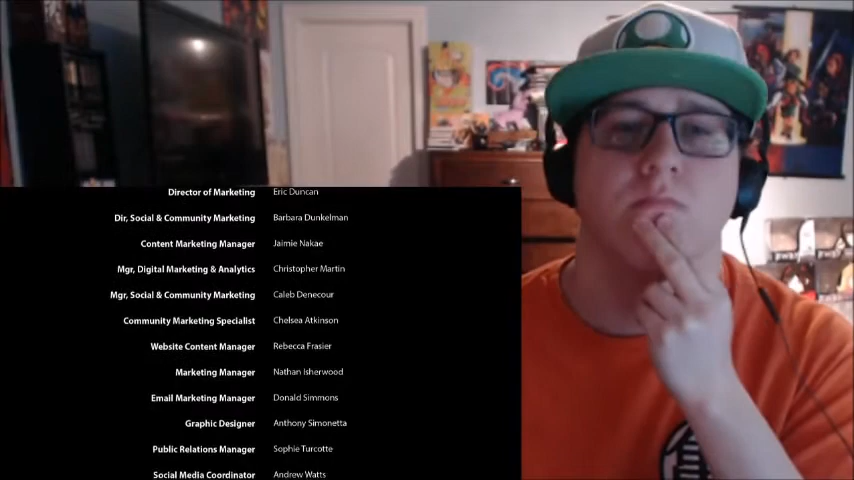 Director of Marketing Eric Duncan
Dir, Social & Community Marketing Barbara Dunkelman
Content Marketing Manager Jaimie Nakae
Mgr, Digital Marketing & Analytics Christopher Martin
Mgr, Social & Community Marketing Caleb Denecour
Community Marketing Specialist Chelsea Atkinson
Website Content Manager Rebecca Frasier
Marketing Manager Nathan Isherwood
Email Marketing Manager Donald Simmons
Graphic Designer Anthony Simonetta
Public Relations Manager Sophie Turcotte
Social Media Coordinator Andrew Watts